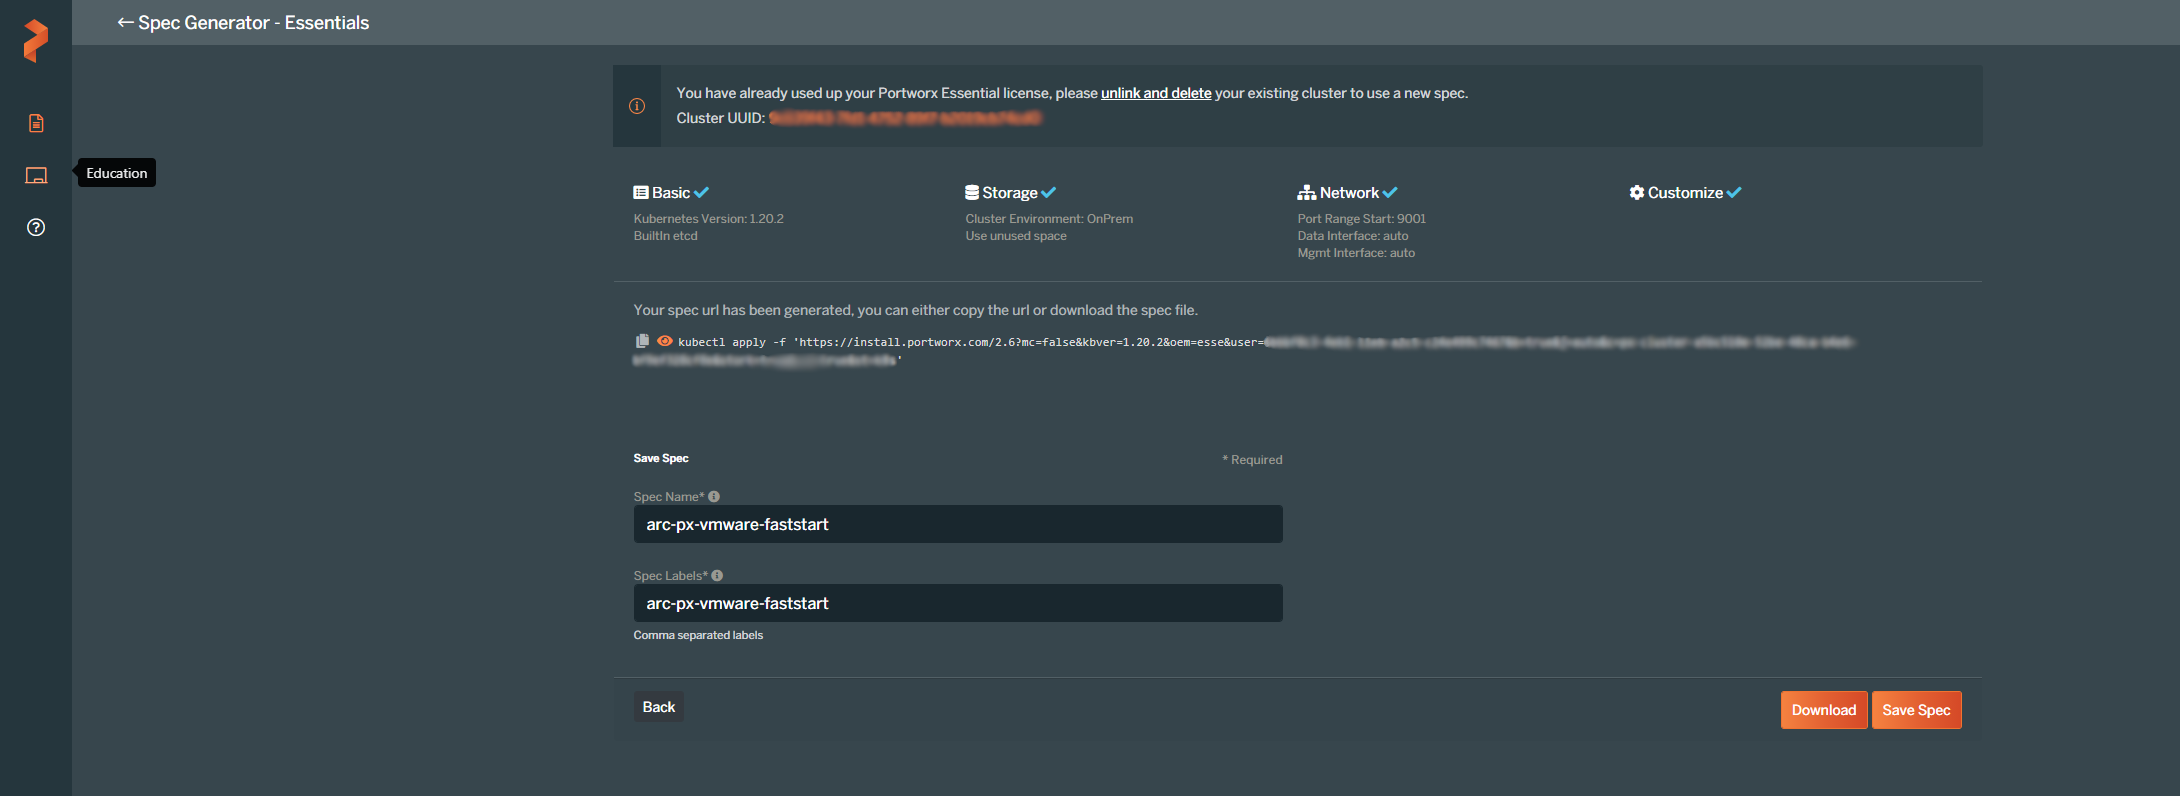 ← Spec Generator - Essentials
You have already used up your Portworx Essential license, please unlink and delete your existing cluster to use a new spec.
Cluster UUID:
Education
Basic
Kubernetes Version: 1.20.2
BuiltIn etcd
Storage
Cluster Environment: OnPrem
Use unused space
Network
Port Range Start: 9001
Data Interface: auto
Mgmt Interface: auto
Customize
Your spec url has been generated, you can either copy the url or download the spec file.
kubectl apply -f 'https://install.portworx.com/2.6?mc=false&kbver=1.20.2&oem=esse&user=
'
Save Spec
* Required
Spec Name*
arc-px-vmware-faststart
Spec Labels*
arc-px-vmware-faststart
Comma separated labels
Back
Download
Save Spec